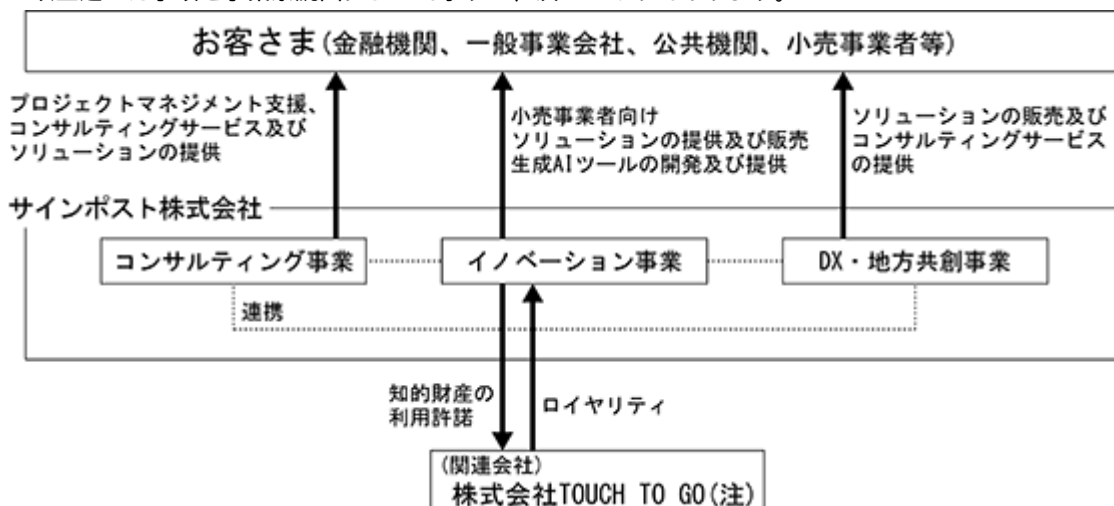 お客さま(金融機関、一般事業会社、公共機関、小売事業者等)
プロジェクトマネジメント支援、
コンサルティングサービス及び
ソリューションの提供
小売事業者向け
ソリューションの提供及び販売
生成AIツールの開発及び提供
ソリューションの販売及び
コンサルティングサービス
の提供
サインポスト株式会社
コンサルティング事業
イノベーション事業
DX・地方共創事業
連携
知的財産の
利用許諾
ロイヤリティ
(関連会社)
株式会社TOUCH TO GO(注)